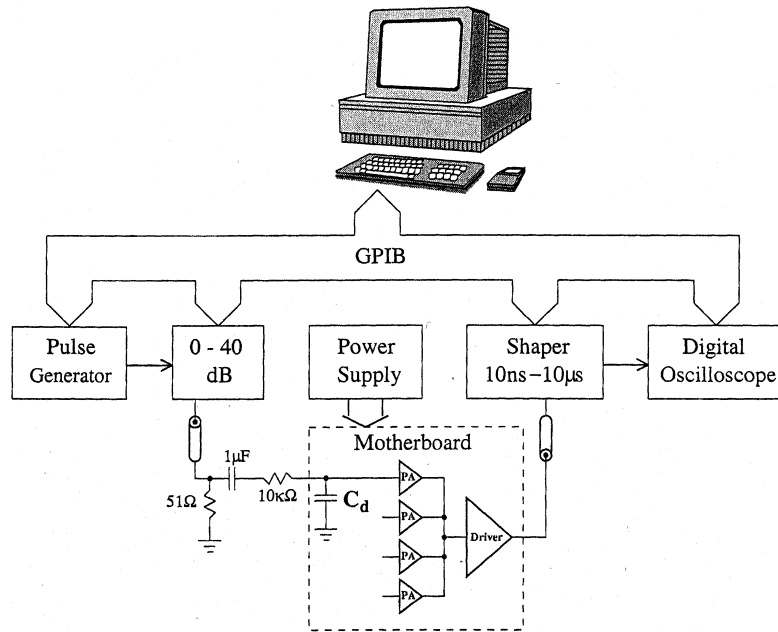 GPIB
Pulse
Generator
0 - 40
dB
Power
Supply
Shaper
10ns-10μs
Digital
Oscilloscope
Motherboard
1μF
51Ω
10κΩ
Cd
PA
PA
PA
PA
Driver